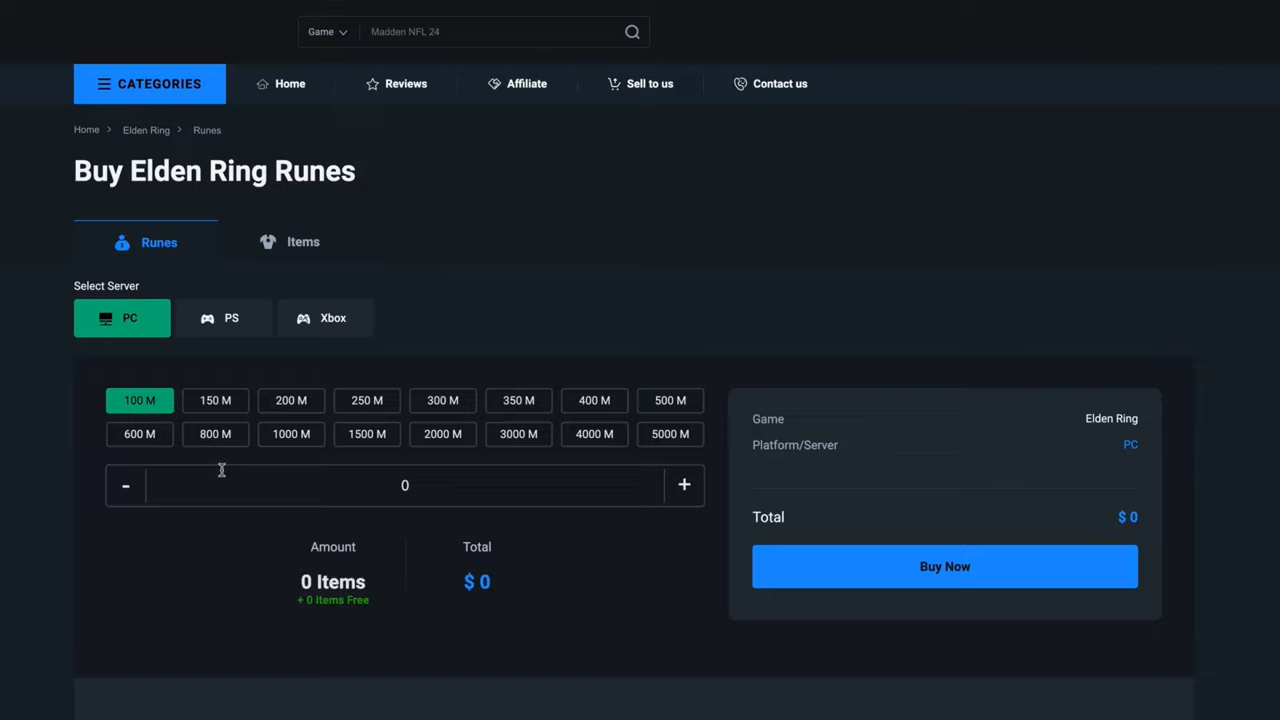 Game
Madden NFL 24
CATEGORIES
Home
Reviews
Affiliate
Sell to us
Contact us
Home > Elden Ring > Runes
Buy Elden Ring Runes
Runes
Items
Select Server
PC
PS
Xbox
100 M 150 M 200 M 250 M 300 M 350 M 400 M 500 M
600 M 800 M 1000 M 1500 M 2000 M 3000 M 4000 M 5000 M
- 0 +
Amount
0 Items
+ 0 Items Free
Total
$ 0
Game Elden Ring
Platform/Server PC
Total $ 0
Buy Now